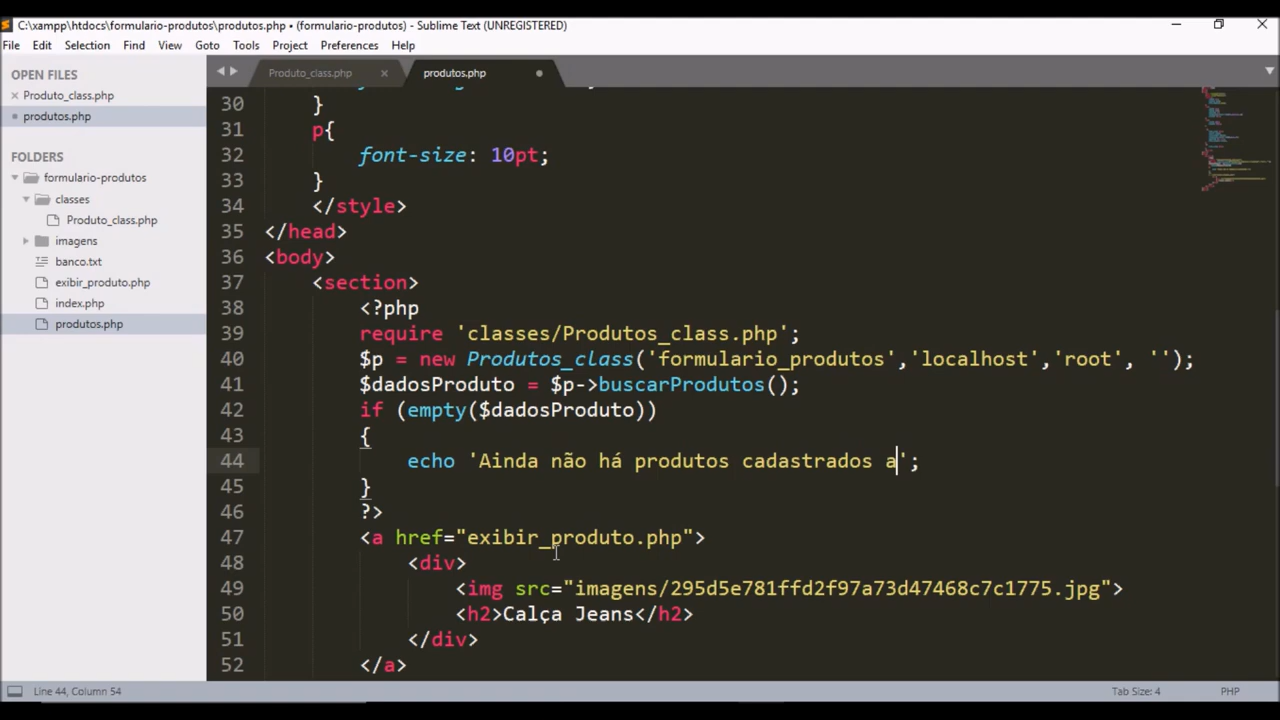 C:\xampp\htdocs\formulario-produtos\produtos.php • (formulario-produtos) - Sublime Text (UNREGISTERED)
File Edit Selection Find View Goto Tools Project Preferences Help
OPEN FILES
Produto_class.php
produtos.php
FOLDERS
formulario-produtos
classes
Produto_class.php
imagens
banco.txt
exibir_produto.php
index.php
produtos.php
Produto_class.php
produtos.php
30 }
31 p{
32 font-size: 10pt;
33 }
34 </style>
35 </head>
36 <body>
37 <section>
38 <?php
39 require 'classes/Produtos_class.php';
40 $p = new Produtos_class('formulario_produtos','localhost','root', '');
41 $dadosProduto = $p->buscarProdutos();
42 if (empty($dadosProduto))
43 {
44 echo 'Ainda não há produtos cadastrados a';
45 }
46 ?>
47 <a href="exibir_produto.php">
48 <div>
49 <img src="imagens/295d5e781ffd2f97a73d47468c7c1775.jpg">
50 <h2>Calça Jeans</h2>
51 </div>
52 </a>
Line 44, Column 54
Tab Size: 4
PHP